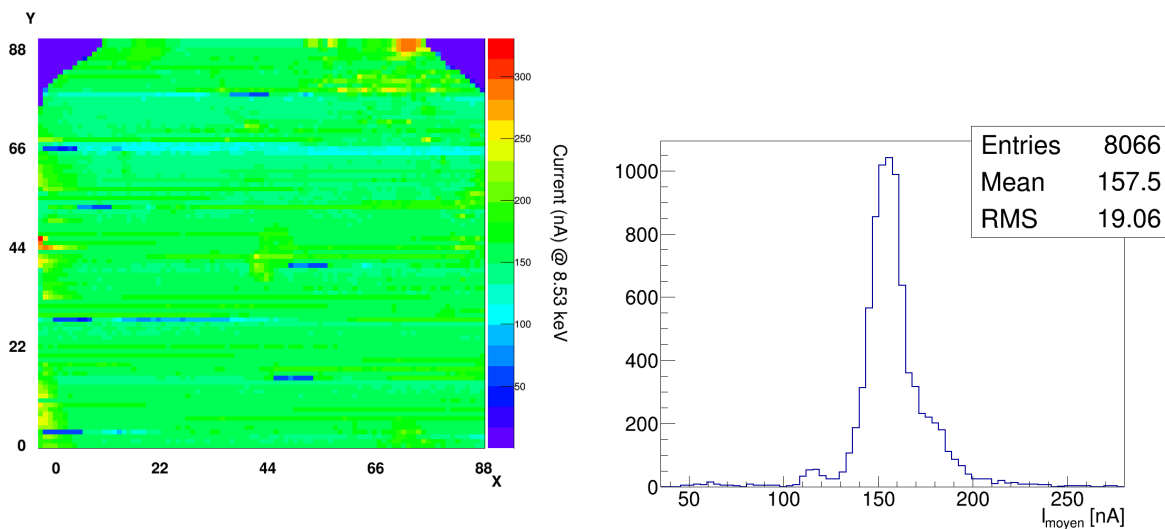 Y
88
66
44
22
0
0 22 44 66 88
X
300
250
200
150
100
50
Current (nA) @ 8.53 keV
Entries 8066
Mean 157.5
RMS 19.06
1000
800
600
400
200
0
50 100 150 200 250
I_moyen [nA]